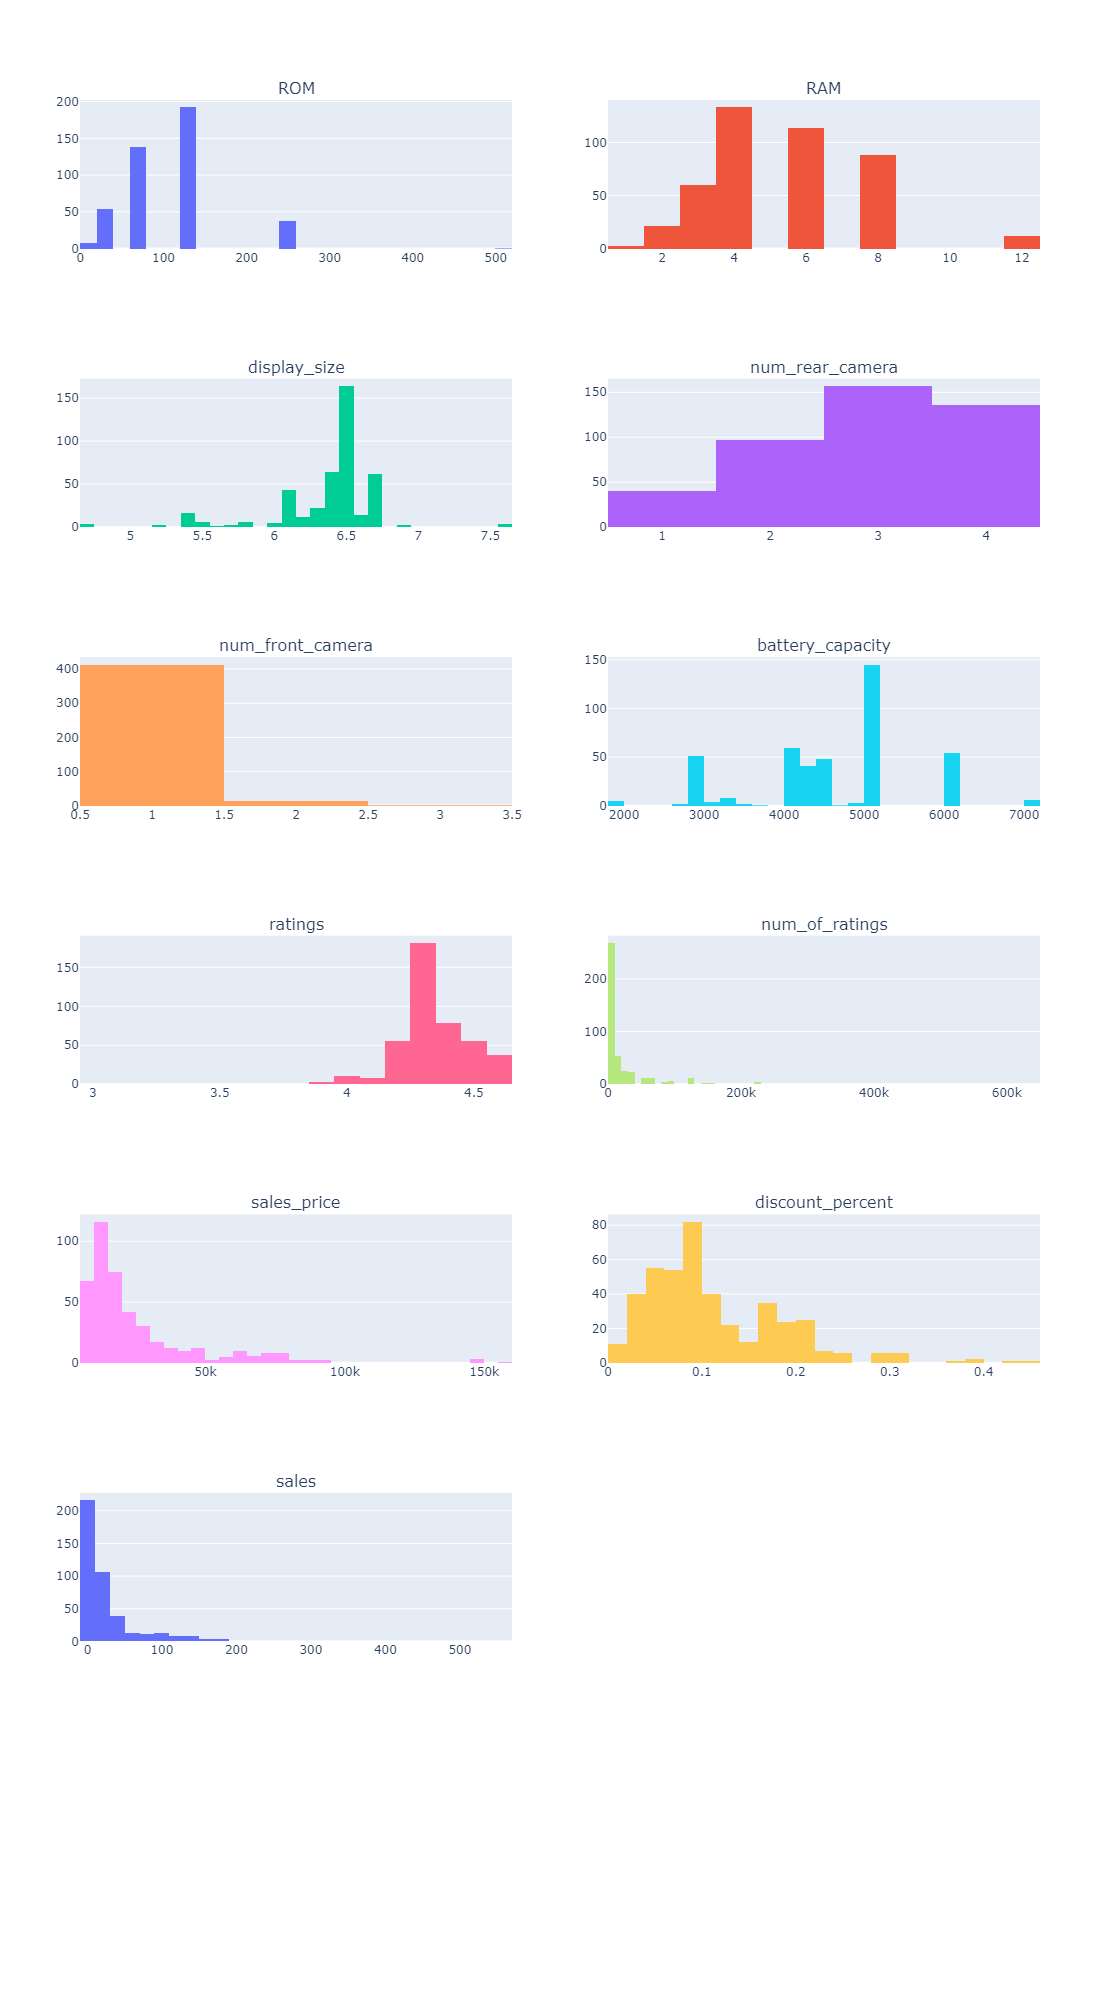 ROM
200
150
100
50
0
0 100 200 300 400 500
RAM
100
50
0
2 4 6 8 10 12
display_size
150
100
50
0
5 5.5 6 6.5 7 7.5
num_rear_camera
150
100
50
0
1 2 3 4
num_front_camera
400
300
200
100
0
0.5 1 1.5 2 2.5 3 3.5
battery_capacity
150
100
50
0
2000 3000 4000 5000 6000 7000
ratings
150
100
50
0
3 3.5 4 4.5
num_of_ratings
200
100
0
0 200k 400k 600k
sales_price
100
50
0
50k 100k 150k
discount_percent
80
60
40
20
0
0 0.1 0.2 0.3 0.4
sales
200
150
100
50
0
0 100 200 300 400 500